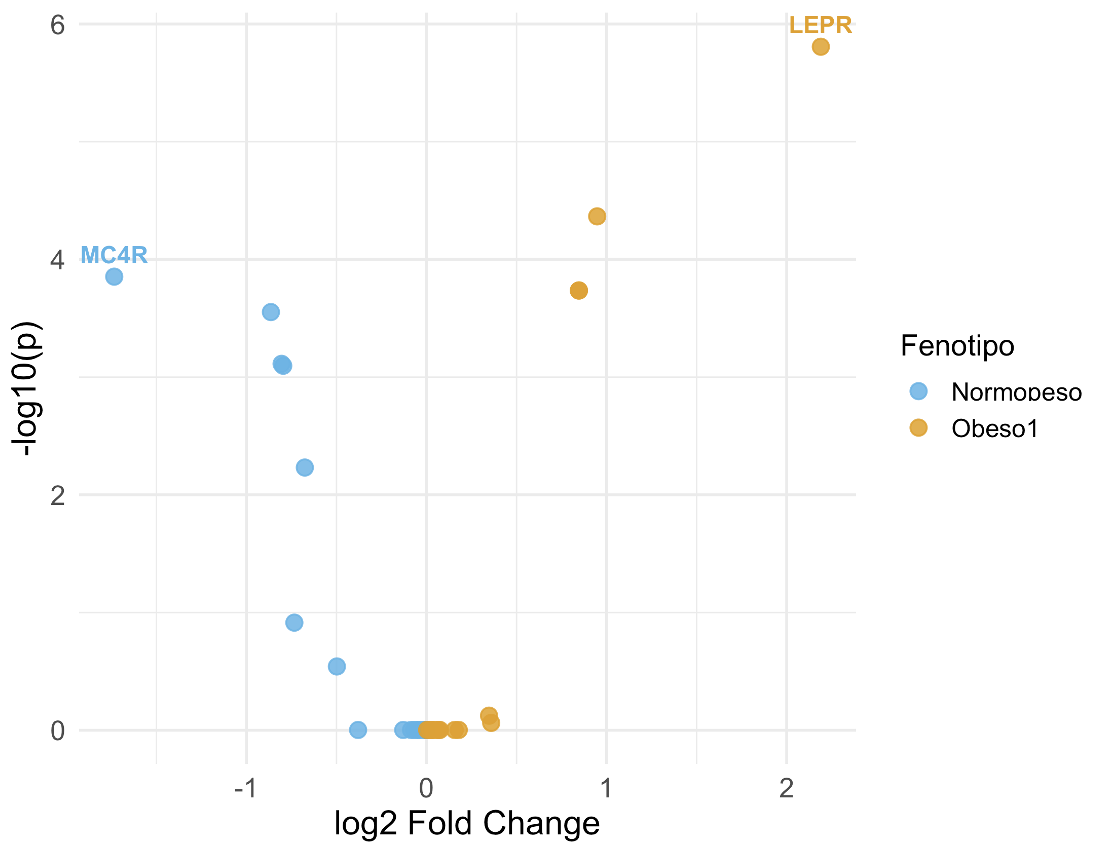 LEPR
MC4R
6
4
2
0
-log10(p)
-1
0
1
2
log2 Fold Change
Fenotipo
Normopeso
Obeso1